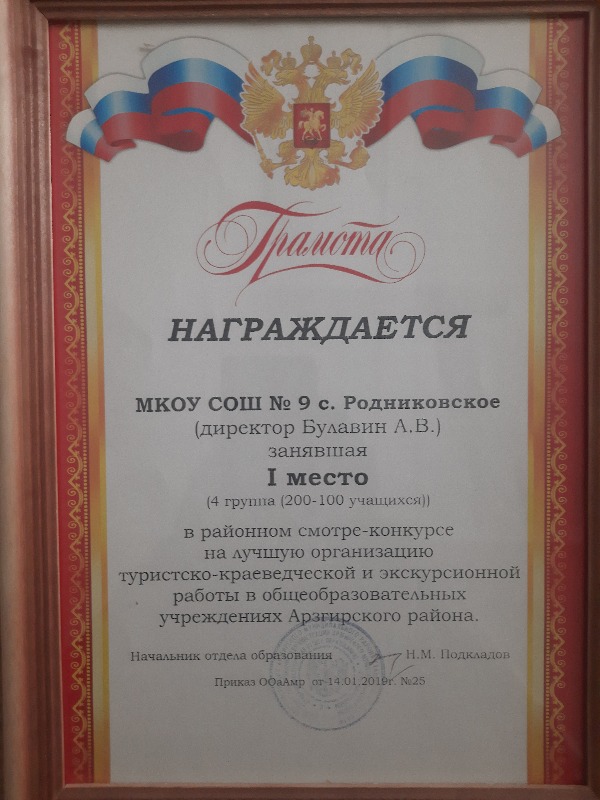 Грамота
НАГРАЖДАЕТСЯ
МКОУ СОШ № 9 с. Родниковское
(директор Булавин А.В.)
занявшая
I место
(4 группа (200-100 учащихся))
в районном смотре-конкурсе
на лучшую организацию
туристско-краеведческой и экскурсионной
работы в общеобразовательных
учреждениях Арзгирского района.
Начальник отдела образования Н.М. Подкладов
Приказ ООаАмр от 14.01.2019г. №25